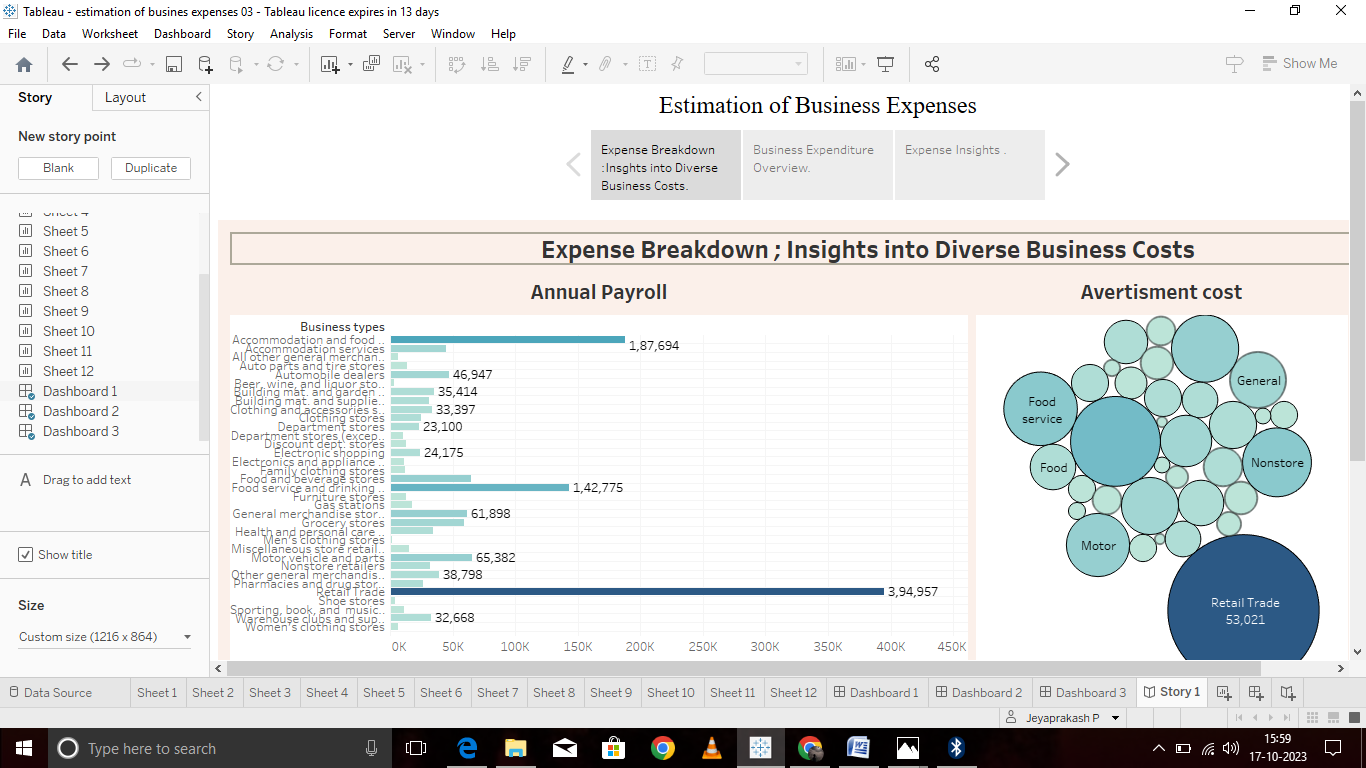 Tableau - estimation of busines expenses 03 - Tableau licence expires in 13 days
File Data Worksheet Dashboard Story Analysis Format Server Window Help
Show Me
Story Layout
New story point
Blank Duplicate
Sheet 4
Sheet 5
Sheet 6
Sheet 7
Sheet 8
Sheet 9
Sheet 10
Sheet 11
Sheet 12
Dashboard 1
Dashboard 2
Dashboard 3
A Drag to add text
Show title
Size
Custom size (1216 x 864)
Estimation of Business Expenses
Expense Breakdown
:Insghts into Diverse
Business Costs.
Business Expenditure
Overview.
Expense Insights .
Expense Breakdown ; Insights into Diverse Business Costs
Annual Payroll
Business types
Accommodation and food ..
1,87,694
Accommodation services
All other general merchan..
Auto parts and tire stores
Automobile dealers
46,947
Beer, wine, and liquor sto..
Building mat. and garden ..
35,414
Building mat. and supplie..
Clothing and accessories s..
33,397
Clothing stores
Department stores
23,100
Department stores (excep..
Discount dept. stores
Electronic shopping
24,175
Electronics and appliance ..
Family clothing stores
Food and beverage stores
Food service and drinking ..
1,42,775
Furniture stores
Gas stations
General merchandise stor..
61,898
Grocery stores
Health and personal care ..
Men's clothing stores
Miscellaneous store retail..
Motor vehicle and parts
65,382
Nonstore retailers
Other general merchandis..
38,798
Pharmacies and drug stor..
Retail Trade
3,94,957
Shoe stores
Sporting, book, and music..
Warehouse clubs and sup..
32,668
Women's clothing stores
0K 50K 100K 150K 200K 250K 300K 350K 400K 450K
Avertisment cost
General
Food
service
Food
Nonstore
Motor
Retail Trade
53,021
Data Source Sheet 1 Sheet 2 Sheet 3 Sheet 4 Sheet 5 Sheet 6 Sheet 7 Sheet 8 Sheet 9 Sheet 10 Sheet 11 Sheet 12 Dashboard 1 Dashboard 2 Dashboard 3 Story 1
Jeyaprakash P
Type here to search
15:59
17-10-2023